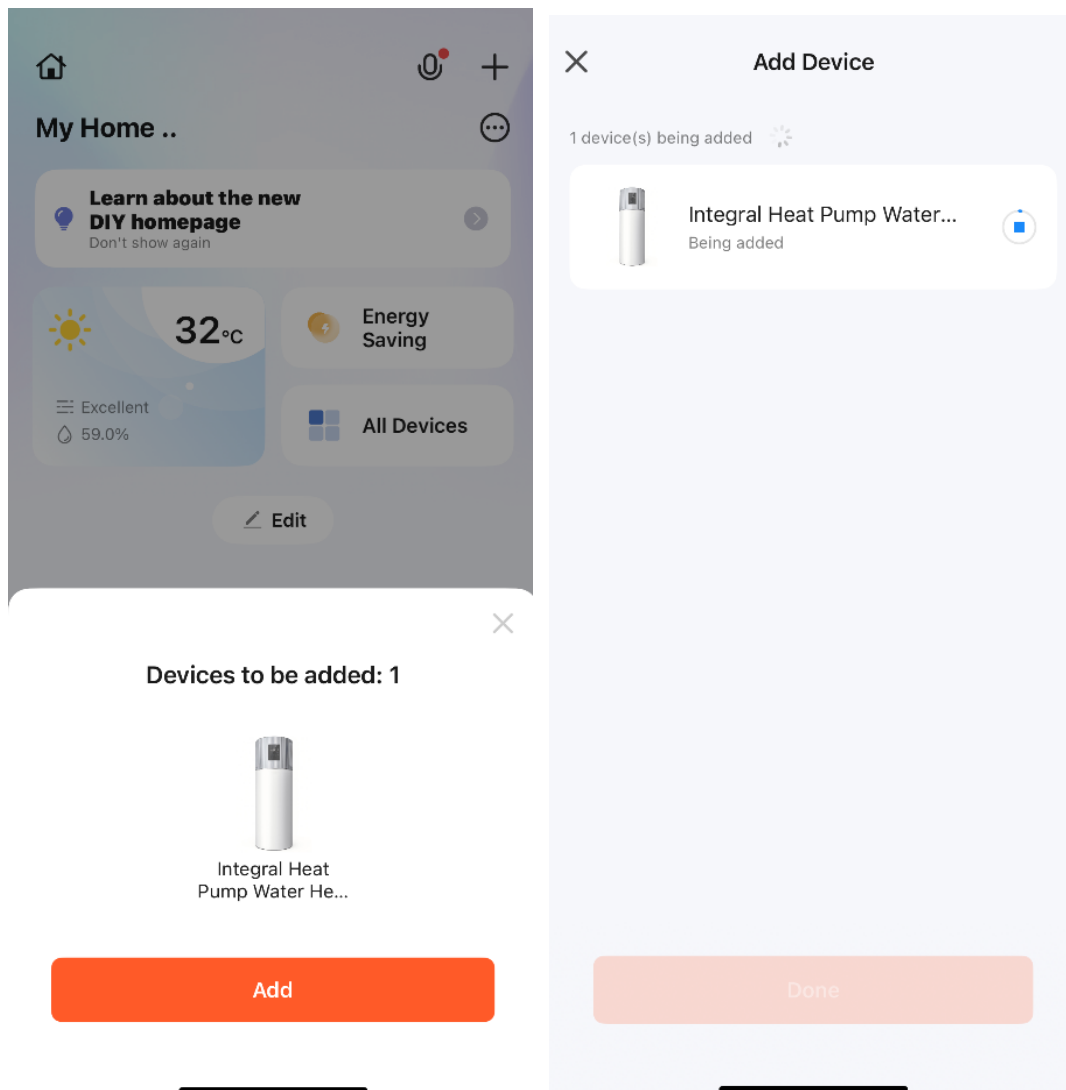 My Home ..
Learn about the new
DIY homepage
Don't show again
32°C
Excellent
59.0%
Energy
Saving
All Devices
Edit
Devices to be added: 1
Integral Heat
Pump Water He...
Add
Add Device
1 device(s) being added
Integral Heat Pump Water...
Being added
Done